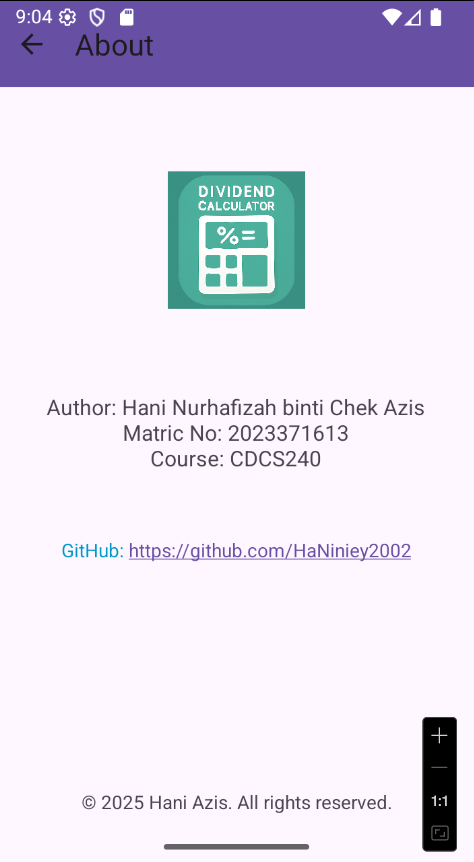 9:04
About
DIVIDEND
CALCULATOR
%=
Author: Hani Nurhafizah binti Chek Azis
Matric No: 2023371613
Course: CDCS240
GitHub: https://github.com/HaNiniey2002
1:1
© 2025 Hani Azis. All rights reserved.